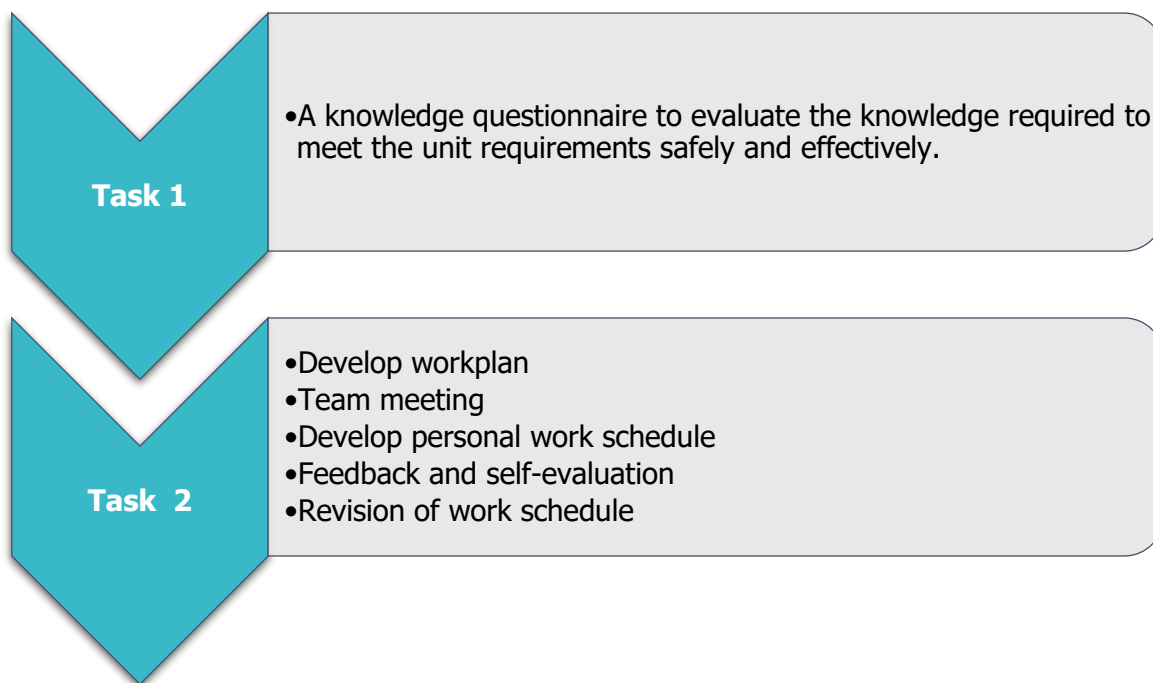 Task 1
•A knowledge questionnaire to evaluate the knowledge required to
meet the unit requirements safely and effectively.
Task  2
•Develop workplan
•Team meeting
•Develop personal work schedule
•Feedback and self-evaluation
•Revision of work schedule